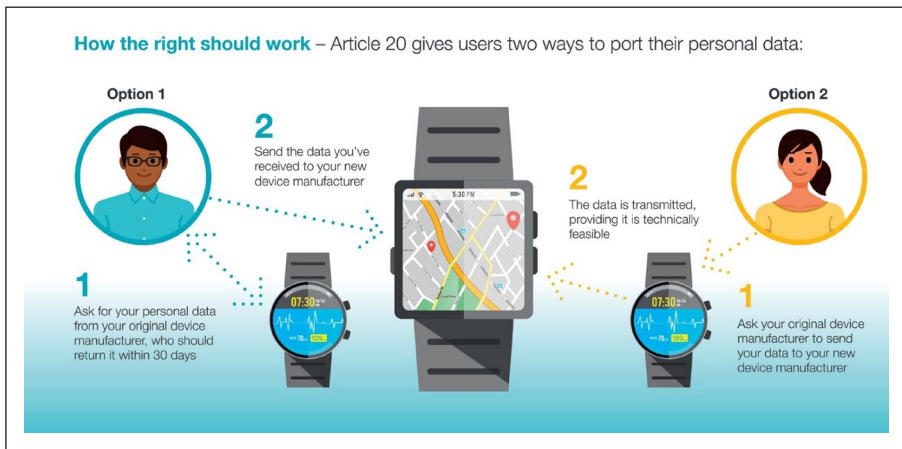 How the right should work – Article 20 gives users two ways to port their personal data:
Option 1
2
Send the data you've
received to your new
device manufacturer
1
Ask for your personal data
from your original device
manufacturer, who should
return it within 30 days
07:30
70
109
5:30 PM
Option 2
2
The data is transmitted,
providing it is technically
feasible
07:30
70
109
1
Ask your original device
manufacturer to send
your data to your new
device manufacturer